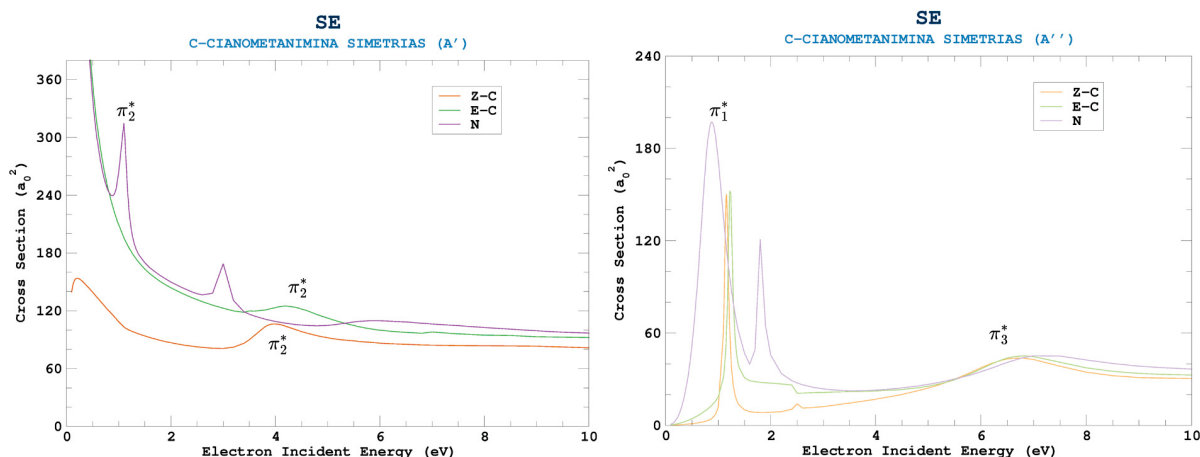 SE
C-CIANOMETANIMINA SIMETRIAS (A')
Cross Section (a₀²)
360
300
240
180
120
60
0
π₂*
Z-C
E-C
N
π₂*
π₂*
0 2 4 6 8 10
Electron Incident Energy (eV)
SE
C-CIANOMETANIMINA SIMETRIAS (A'')
Cross Section (a₀²)
240
180
120
60
0
π₁*
Z-C
E-C
N
π₃*
0 2 4 6 8 10
Electron Incident Energy (eV)